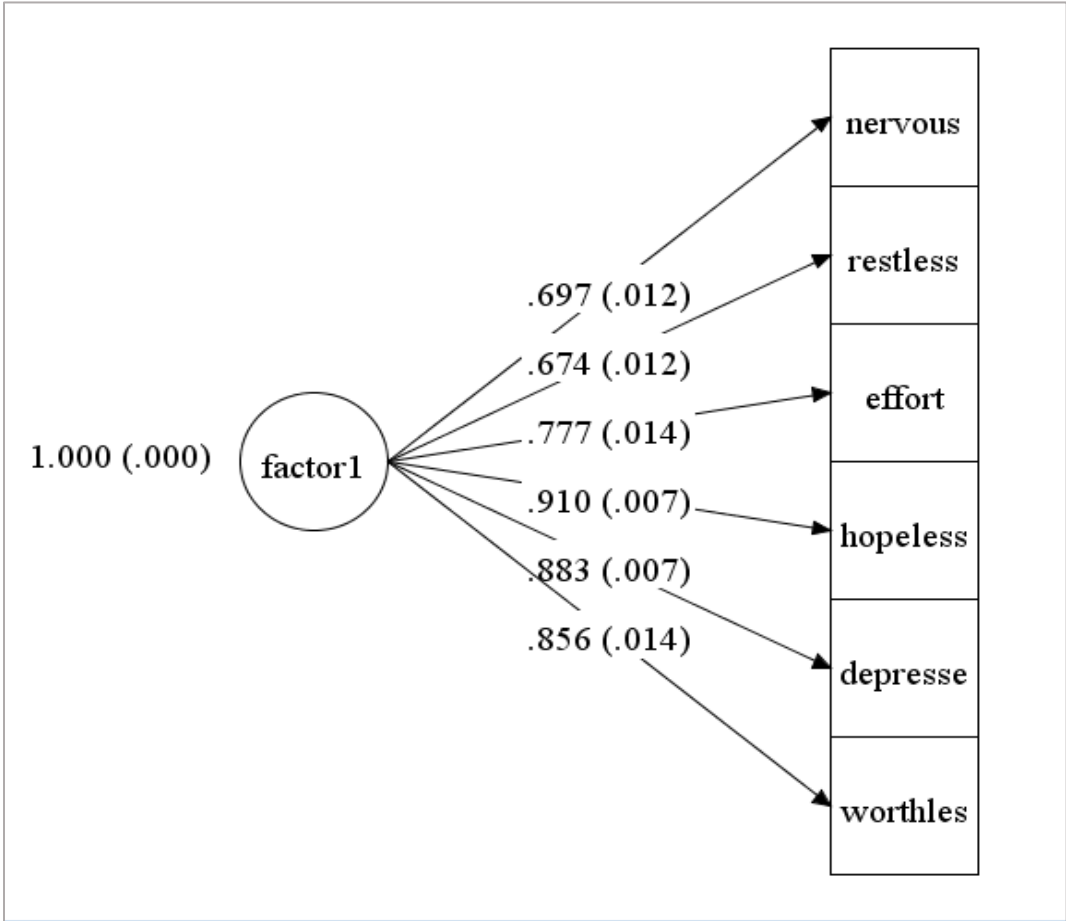 nervous
restless
.697 (.012)
.674 (.012)
effort
.777 (.014)
1.000 (.000)
factor1
.910 (.007)
hopeless
.883 (.007)
.856 (.014)
depresse
worthles